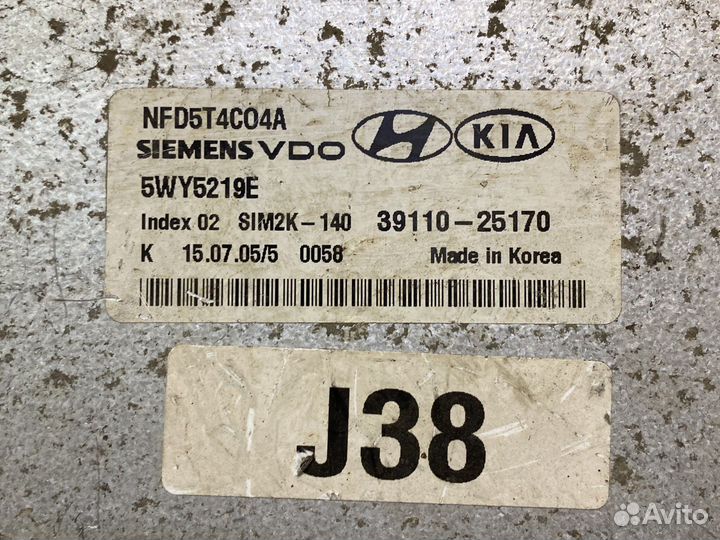 NFD5T4C04A
SIEMENS VDO
KIA
5WY5219E
Index 02 SIM2K-140 39110-25170
K 15.07.05/5 0058 Made in Korea
J38
Avito